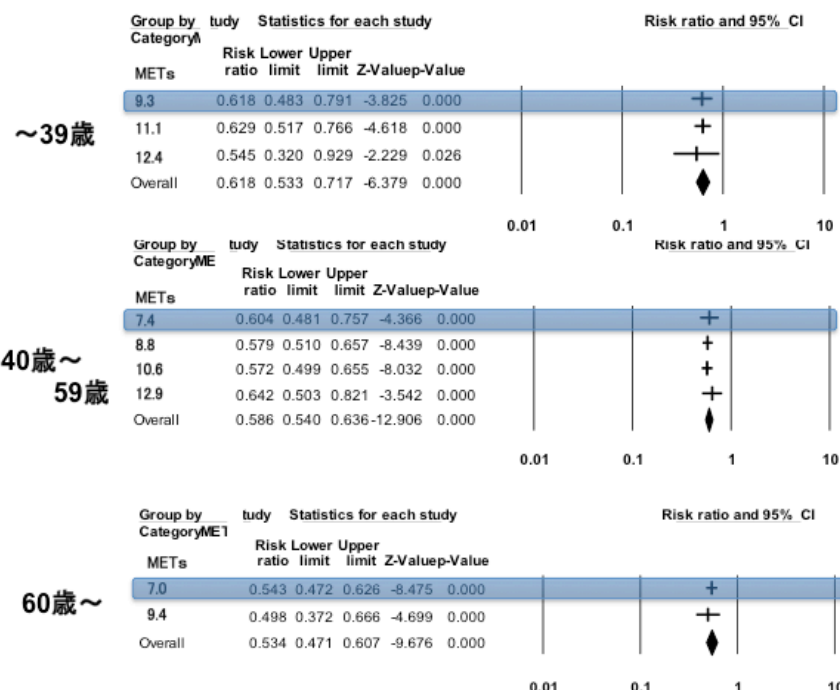 Group by tudy Statistics for each study Risk ratio and 95% CI
Category
Risk Lower Upper
METs ratio limit limit Z-Value p-Value
9.3 0.618 0.483 0.791 -3.825 0.000
～39歳
11.1 0.629 0.517 0.766 -4.618 0.000
12.4 0.545 0.320 0.929 -2.229 0.026
Overall 0.618 0.533 0.717 -6.379 0.000
0.01 0.1 1 10
Group by tudy Statistics for each study Risk ratio and 95% CI
CategoryME
Risk Lower Upper
METs ratio limit limit Z-Value p-Value
7.4 0.604 0.481 0.757 -4.366 0.000
8.8 0.579 0.510 0.657 -8.439 0.000
40歳～
10.6 0.572 0.499 0.655 -8.032 0.000
59歳
12.9 0.642 0.503 0.821 -3.542 0.000
Overall 0.586 0.540 0.636 -12.906 0.000
0.01 0.1 1 10
Group by tudy Statistics for each study Risk ratio and 95% CI
CategoryMET
Risk Lower Upper
METs ratio limit limit Z-Value p-Value
7.0 0.543 0.472 0.626 -8.475 0.000
60歳～
9.4 0.498 0.372 0.666 -4.699 0.000
Overall 0.534 0.471 0.607 -9.676 0.000
0.01 0.1 1 10